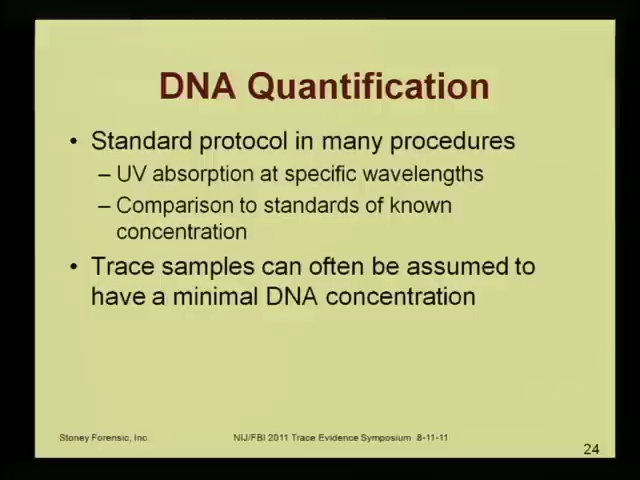 DNA Quantification
• Standard protocol in many procedures
– UV absorption at specific wavelengths
– Comparison to standards of known
concentration
• Trace samples can often be assumed to
have a minimal DNA concentration
Stoney Forensic, Inc.
NIJ/FBI 2011 Trace Evidence Symposium 8-11-11
24